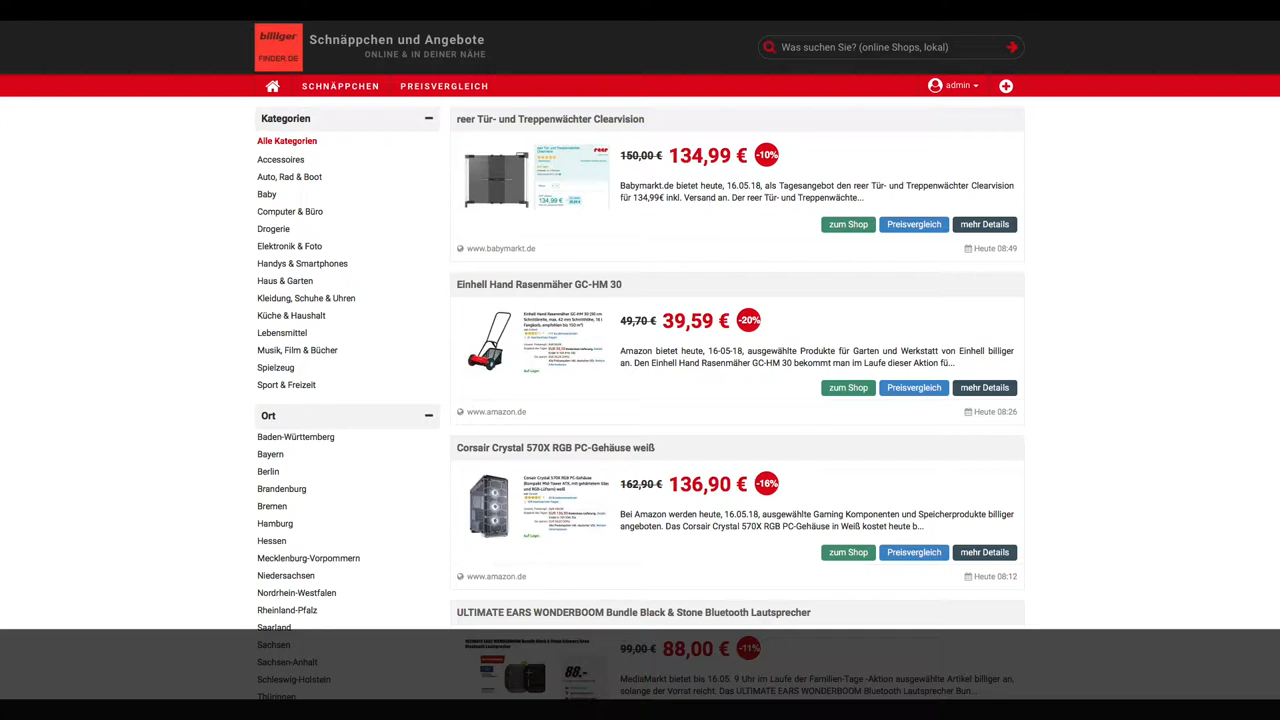 billiger
FINDER.DE
Schnäppchen und Angebote
ONLINE & IN DEINER NÄHE
Was suchen Sie? (online Shops, lokal)
SCHNÄPPCHEN
PREISVERGLEICH
admin
Kategorien
Alle Kategorien
Accessoires
Auto, Rad & Boot
Baby
Computer & Büro
Drogerie
Elektronik & Foto
Handys & Smartphones
Haus & Garten
Kleidung, Schuhe & Uhren
Küche & Haushalt
Lebensmittel
Musik, Film & Bücher
Spielzeug
Sport & Freizeit
Ort
Baden-Württemberg
Bayern
Berlin
Brandenburg
Bremen
Hamburg
Hessen
Mecklenburg-Vorpommern
Niedersachsen
Nordrhein-Westfalen
Rheinland-Pfalz
Saarland
Sachsen
Sachsen-Anhalt
Schleswig-Holstein
Thüringen
reer Tür- und Treppenwächter Clearvision
reer
134,99 €
150,00 € 134,99 € -10%
Babymarkt.de bietet heute, 16.05.18, als Tagesangebot den reer Tür- und Treppenwächter Clearvision
für 134,99€ inkl. Versand an. Der reer Tür- und Treppenwächte...
zum Shop Preisvergleich mehr Details
www.babymarkt.de Heute 08:49
Einhell Hand Rasenmäher GC-HM 30
49,70 € 39,59 € -20%
Amazon bietet heute, 16-05-18, ausgewählte Produkte für Garten und Werkstatt von Einhell billiger
an. Den Einhell Hand Rasenmäher GC-HM 30 bekommt man im Laufe dieser Aktion fü...
zum Shop Preisvergleich mehr Details
www.amazon.de Heute 08:26
Corsair Crystal 570X RGB PC-Gehäuse weiß
162,90 € 136,90 € -16%
Bei Amazon werden heute, 16.05.18, ausgewählte Gaming Komponenten und Speicherprodukte billiger
angeboten. Das Corsair Crystal 570X RGB PC-Gehäuse in Weiß kostet heute b...
zum Shop Preisvergleich mehr Details
www.amazon.de Heute 08:12
ULTIMATE EARS WONDERBOOM Bundle Black & Stone Bluetooth Lautsprecher
88.-
99,00 € 88,00 € -11%
MediaMarkt bietet bis 16.05. 9 Uhr im Laufe der Familien-Tage -Aktion ausgewählte Artikel billiger an,
solange der Vorrat reicht. Das ULTIMATE EARS WONDERBOOM Bluetooth Lautsprecher Bun...